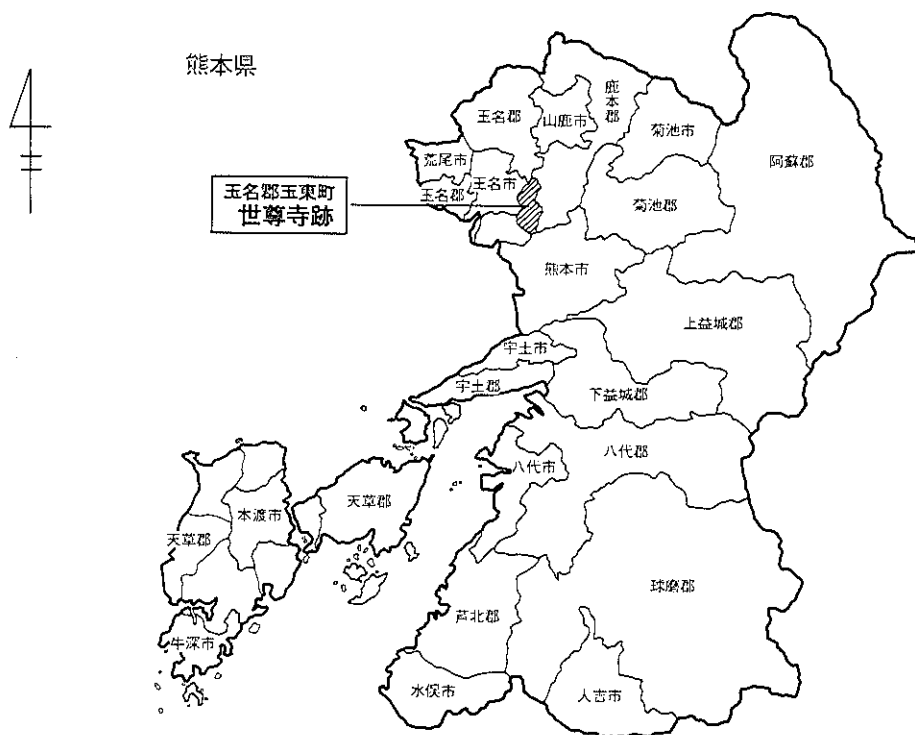 熊本県
玉名郡
山鹿市
鹿本郡
菊池市
阿蘇郡
荒尾市
玉名郡
玉名市
玉名郡玉東町
世尊寺跡
菊池郡
熊本市
上益城郡
宇土市
宇土郡
下益城郡
八代市
八代郡
天草郡
本渡市
天草郡
球磨郡
芦北郡
牛深市
水俣市
人吉市